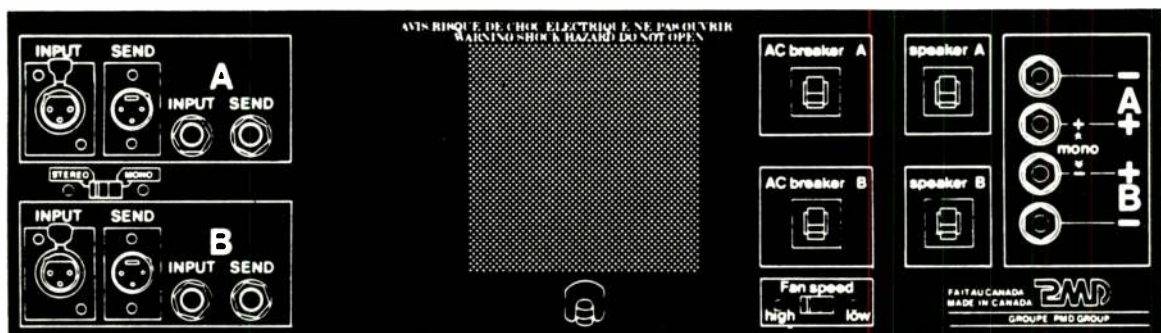 AVIS RISQUE DE CHOC ELECTRIQUE NE PAS OUVRIR
WARNING SHOCK HAZARD DO NOT OPEN
INPUT SEND
A
INPUT SEND
STEREO MONO
INPUT SEND
B
INPUT SEND
AC breaker A
speaker A
AC breaker B
speaker B
Fan speed
high low
- A
+
+ mono
-
+ B
-
FAIT AU CANADA
MADE IN CANADA
PMD
GROUPE PMD GROUP